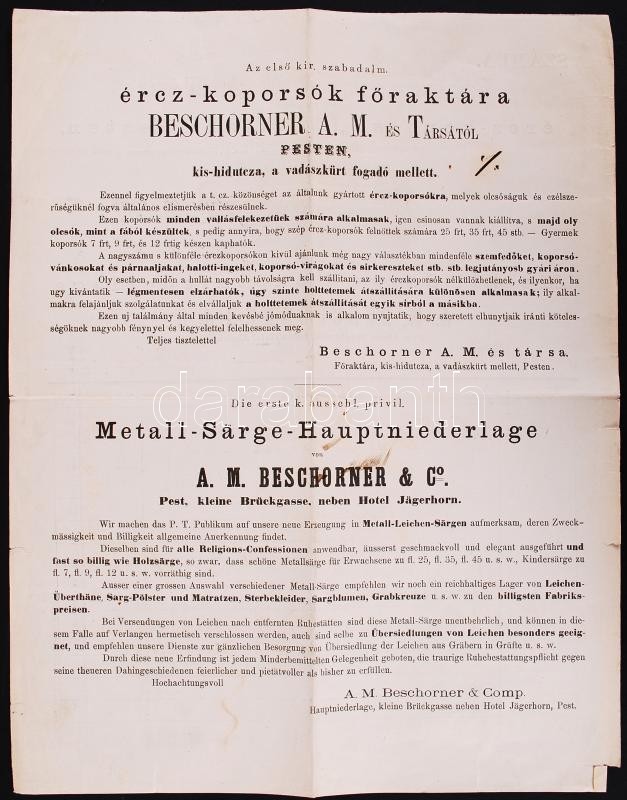 Az első kir. szabadalm.
ércz-koporsók főraktára
BESCHORNER A. M. ÉS TÁRSÁTÓL
PESTEN,
kis-hidutcza, a vadászkürt fogadó mellett.
Ezennel figyelmeztetjük a t. cz. közönséget az általunk gyártott ércz-koporsókra, melyek olcsóságuk és czélsze-
rűségüknél fogva általános elismerésben részesülnek.
Ezen koporsók minden vallásfelekezetüek számára alkalmasak, igen csinosan vannak kiállítva, s majd oly
olcsók, mint a fából készültek, s pedig annyira, hogy szép ércz-koporsók felnőttek számára 25 frt, 35 frt, 45 stb. — Gyermek
koporsók 7 frt, 9 frt, és 12 frtig készen kaphatók.
A nagyszámu s különféle érczkoporsókon kivül ajánlunk még nagy választékban mindenféle szemfedőket, koporsó-
vánkosokat és párnaaljakat, halotti-ingeket, koporsó-virágokat és sirkereszteket stb. stb. legjutányosb gyári áron.
Oly esetben, midőn a hullát nagyobb távolságra kell szállitani, az ily érczkoporsók nélkülözhetlenek, és ilyenkor, ha
ugy kivántatik — légmentesen elzárhatók, úgy szinte holttetemek átszállitására különösen alkalmasak; ily alkal-
makra felajánljuk szolgálatunkat és elvállaljuk a holttetemek átszállitását egyik sirból a másikba.
Ezen uj találmány által minden kevésbé jómóduaknak is alkalom nyujtatik, hogy szeretett elhunytjaik iránti köteles-
ségöknek nagyobb fénynyel és kegyelettel felelhessenek meg.
Teljes tisztelettel
Beschorner A. M. és társa.
Főraktára, kis-hidutcza, a vadászkürt mellett, Pesten.
darabanth
Die erste k. ausschl. privil.
Metall-Särge-Hauptniederlage
von
A. M. BESCHORNER & Co.
Pest, kleine Brückgasse, neben Hotel Jägerhorn.
Wir machen das P. T. Publikum auf unsere neue Erzeugung in Metall-Leichen-Särgen aufmerksam, deren Zweck-
mässigkeit und Billigkeit allgemeine Anerkennung findet.
Dieselben sind für alle Religions-Confessionen anwendbar, äusserst geschmackvoll und elegant ausgeführt und
fast so billig wie Holzsärge, so zwar, dass schöne Metallsärge für Erwachsene zu fl. 25, fl. 35, fl. 45 u. s. w., Kindersärge zu
fl. 7, fl. 9, fl. 12 u. s. w. vorräthig sind.
Ausser einer grossen Auswahl verschiedener Metall-Särge empfehlen wir noch ein reichhaltiges Lager von Leichen-
Überthäne, Sarg-Pölster und Matratzen, Sterbekleider, Sargblumen, Grabkreuze u. s. w. zu den billigsten Fabriks-
preisen.
Bei Versendungen von Leichen nach entfernten Ruhestätten sind diese Metall-Särge unentbehrlich, und können in die-
sem Falle auf Verlangen hermetisch verschlossen werden, auch sind selbe zu Übersiedlungen von Leichen besonders geeig-
net, und empfehlen unsere Dienste zur gänzlichen Besorgung von Übersiedlung der Leichen aus Gräbern in Grüfte u. s. w.
Durch diese neue Erfindung ist jedem Minderbemittelten Gelegenheit geboten, die traurige Ruhebestattungspflicht gegen
seine theueren Dahingeschiedenen feierlicher und pietätvoller als bisher zu erfüllen.
Hochachtungsvoll
A. M. Beschorner & Comp.
Hauptniederlage, kleine Brückgasse neben Hotel Jägerhorn, Pest.